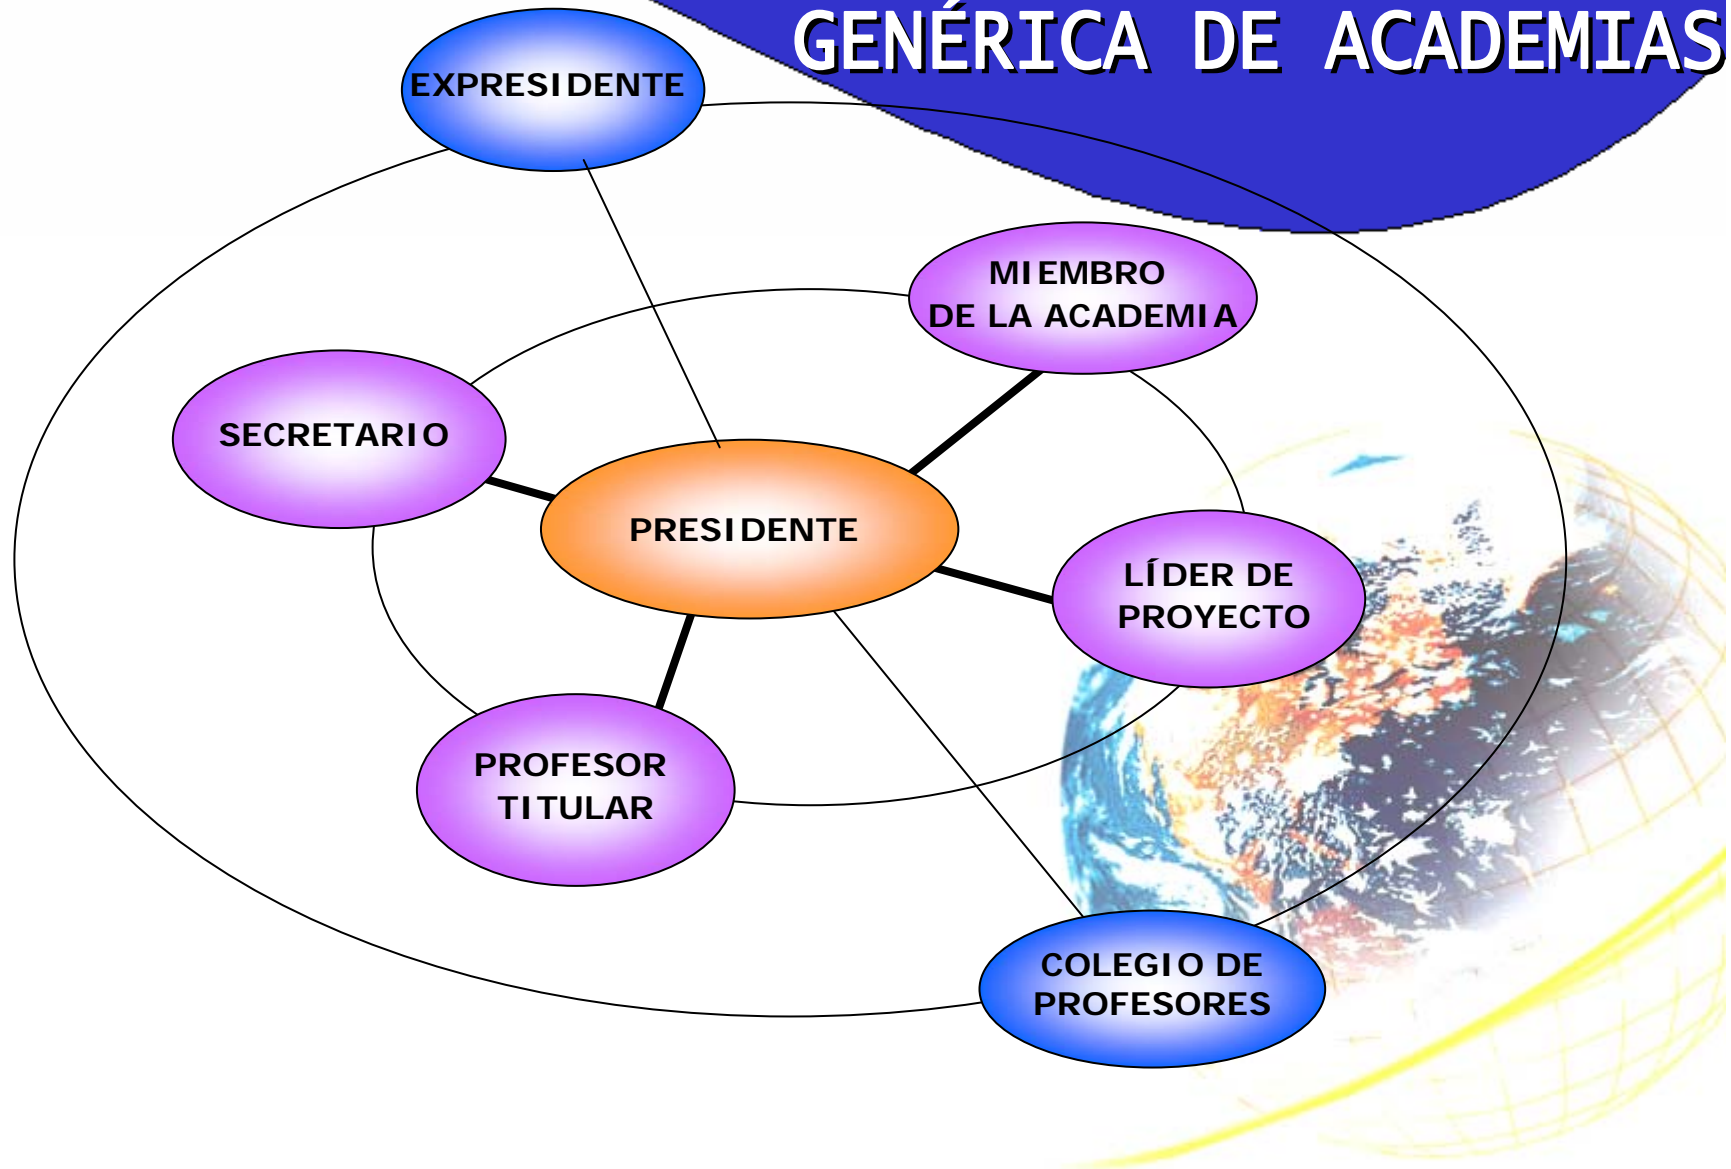 GENÉRICA DE ACADEMIAS
EXPRESIDENTE
MIEMBRO
DE LA ACADEMIA
SECRETARIO
PRESIDENTE
LÍDER DE
PROYECTO
PROFESOR
TITULAR
COLEGIO DE
PROFESORES